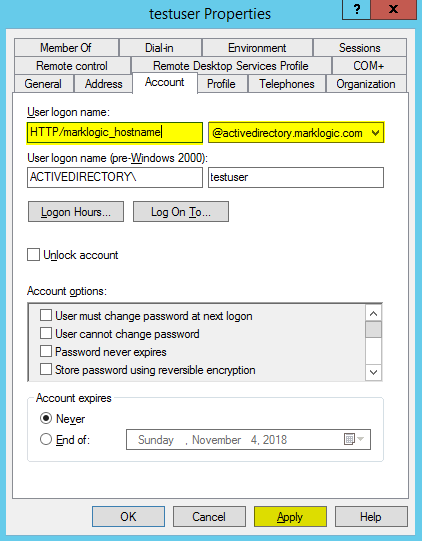 testuser Properties
? X
Member Of Dial-in Environment Sessions
Remote control Remote Desktop Services Profile COM+
General Address Account Profile Telephones Organization
User logon name:
HTTP/marklogic_hostname @activedirectory.marklogic.com
User logon name (pre-Windows 2000):
ACTIVEDIRECTORY\ testuser
Logon Hours... Log On To...
Unlock account
Account options:
User must change password at next logon
User cannot change password
Password never expires
Store password using reversible encryption
Account expires
Never
End of: Sunday , November 4, 2018
OK Cancel Apply Help